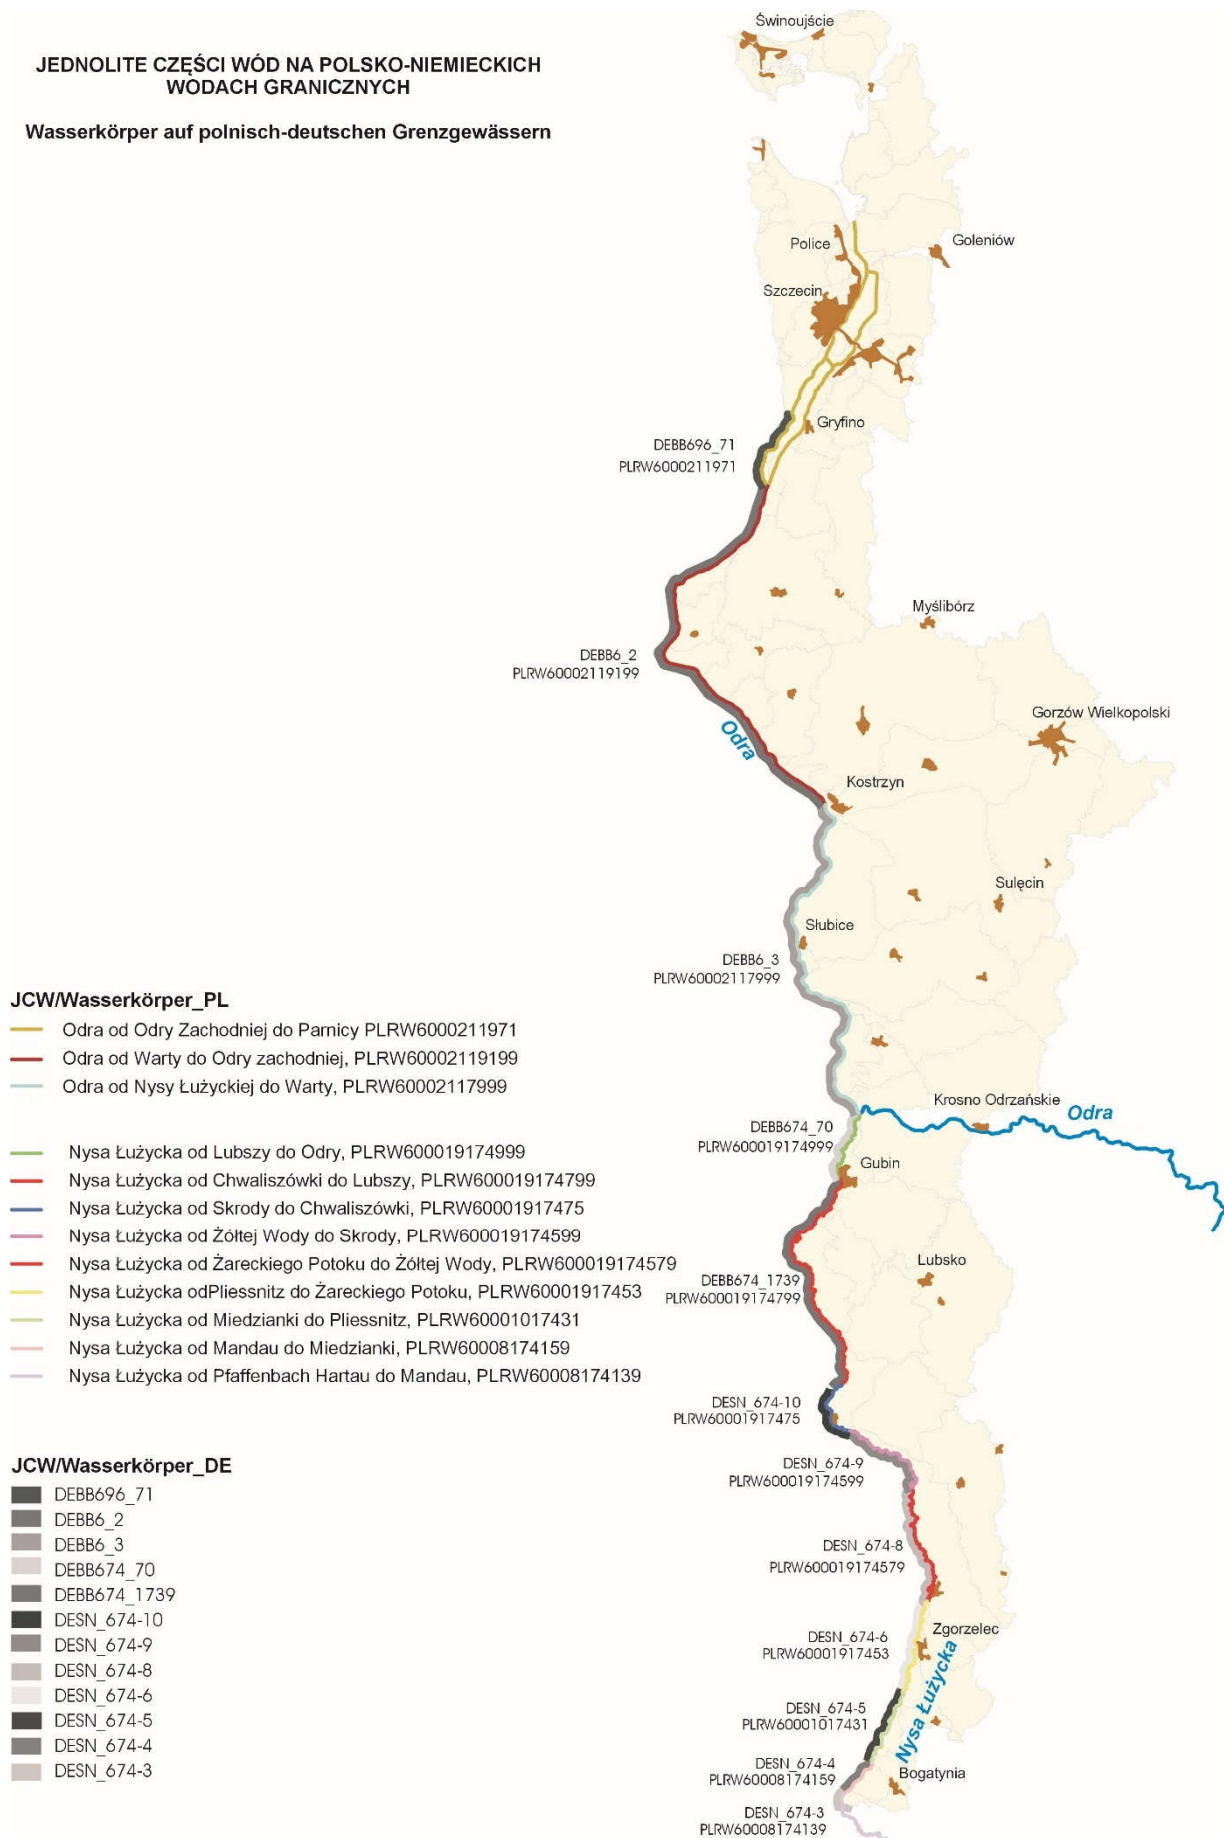 JEDNOLITE CZĘŚCI WÓD NA POLSKO-NIEMIECKICH
WODACH GRANICZNYCH
Wasserkörper auf polnisch-deutschen Grenzgewässern
Świnoujście
Police
Goleniów
Szczecin
Gryfino
DEBB696_71
PLRW6000211971
Myślibórz
DEBB6_2
PLRW60002119199
Gorzów Wielkopolski
Odra
Kostrzyn
Sulęcin
Słubice
DEBB6_3
PLRW60002117999
Krosno Odrzańskie
Odra
DEBB674_70
PLRW600019174999
Gubin
Lubsko
DEBB674_1739
PLRW600019174799
DESN_674-10
PLRW60001917475
DESN_674-9
PLRW600019174599
DESN_674-8
PLRW600019174579
Zgorzelec
DESN_674-6
PLRW60001917453
Nysa Łużycka
DESN_674-5
PLRW60001017431
DESN_674-4
PLRW60008174159
Bogatynia
DESN_674-3
PLRW60008174139
JCW/Wasserkörper_PL
Odra od Odry Zachodniej do Parnicy PLRW6000211971
Odra od Warty do Odry zachodniej, PLRW60002119199
Odra od Nysy Łużyckiej do Warty, PLRW60002117999
Nysa Łużycka od Lubszy do Odry, PLRW600019174999
Nysa Łużycka od Chwaliszówki do Lubszy, PLRW600019174799
Nysa Łużycka od Skrody do Chwaliszówki, PLRW60001917475
Nysa Łużycka od Żółtej Wody do Skrody, PLRW600019174599
Nysa Łużycka od Żareckiego Potoku do Żółtej Wody, PLRW600019174579
Nysa Łużycka odPliessnitz do Żareckiego Potoku, PLRW60001917453
Nysa Łużycka od Miedzianki do Pliessnitz, PLRW60001017431
Nysa Łużycka od Mandau do Miedzianki, PLRW60008174159
Nysa Łużycka od Pfaffenbach Hartau do Mandau, PLRW60008174139
JCW/Wasserkörper_DE
DEBB696_71
DEBB6_2
DEBB6_3
DEBB674_70
DEBB674_1739
DESN_674-10
DESN_674-9
DESN_674-8
DESN_674-6
DESN_674-5
DESN_674-4
DESN_674-3